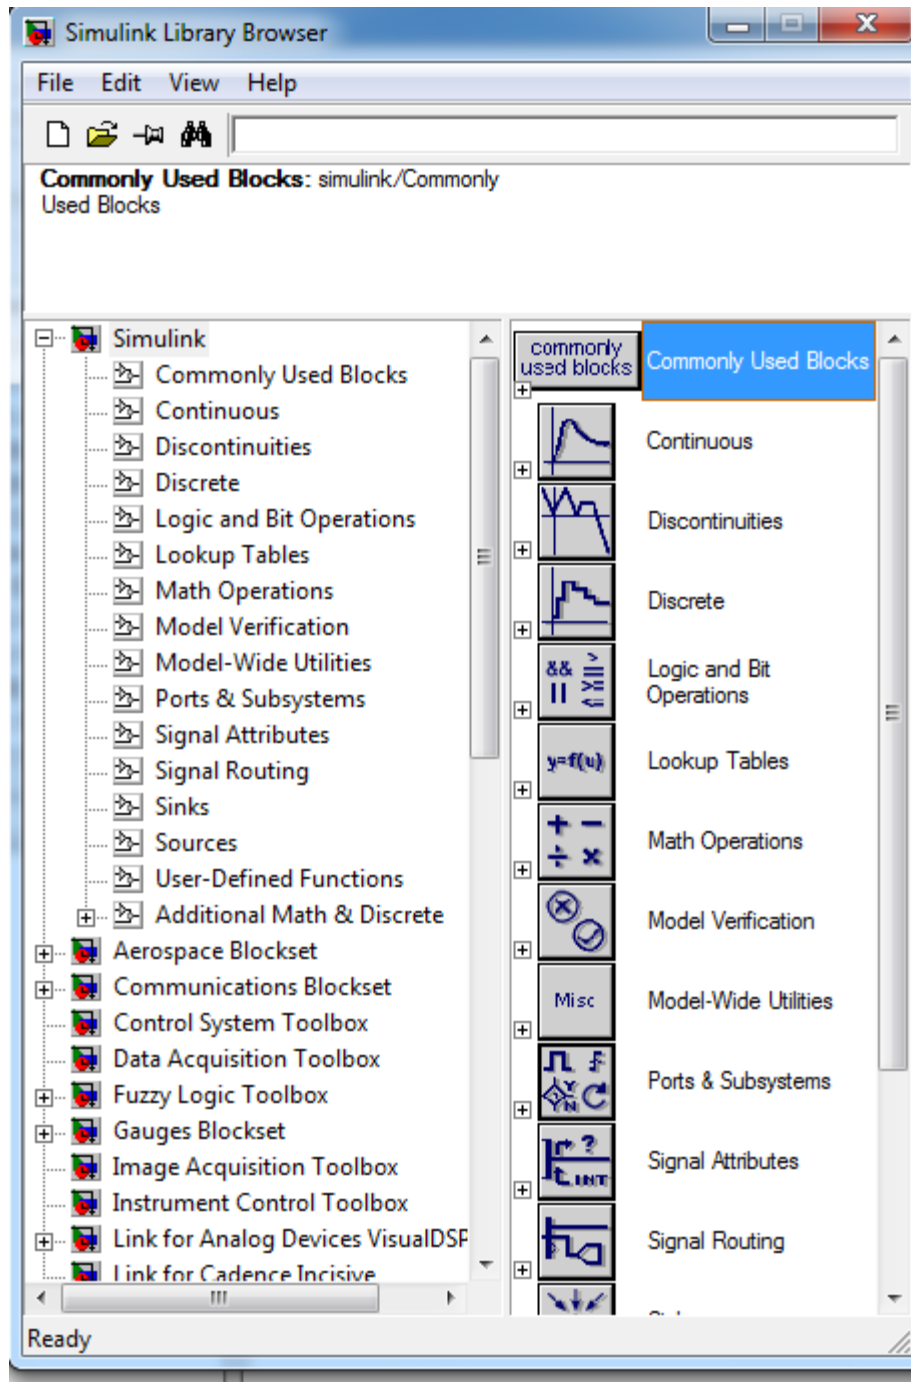 Simulink Library Browser
File Edit View Help
Commonly Used Blocks: simulink/Commonly
Used Blocks
Simulink
Commonly Used Blocks
Continuous
Discontinuities
Discrete
Logic and Bit Operations
Lookup Tables
Math Operations
Model Verification
Model-Wide Utilities
Ports & Subsystems
Signal Attributes
Signal Routing
Sinks
Sources
User-Defined Functions
Additional Math & Discrete
Aerospace Blockset
Communications Blockset
Control System Toolbox
Data Acquisition Toolbox
Fuzzy Logic Toolbox
Gauges Blockset
Image Acquisition Toolbox
Instrument Control Toolbox
Link for Analog Devices VisualDSP
Link for Cadence Incisive
commonly
used blocks
Commonly Used Blocks
Continuous
Discontinuities
Discrete
&& > >= || <=
Logic and Bit
Operations
y=f(u)
Lookup Tables
+ −
÷ ×
Math Operations
Model Verification
Misc
Model-Wide Utilities
Y
N
Ports & Subsystems
?
t. INT
Signal Attributes
Signal Routing
Ready